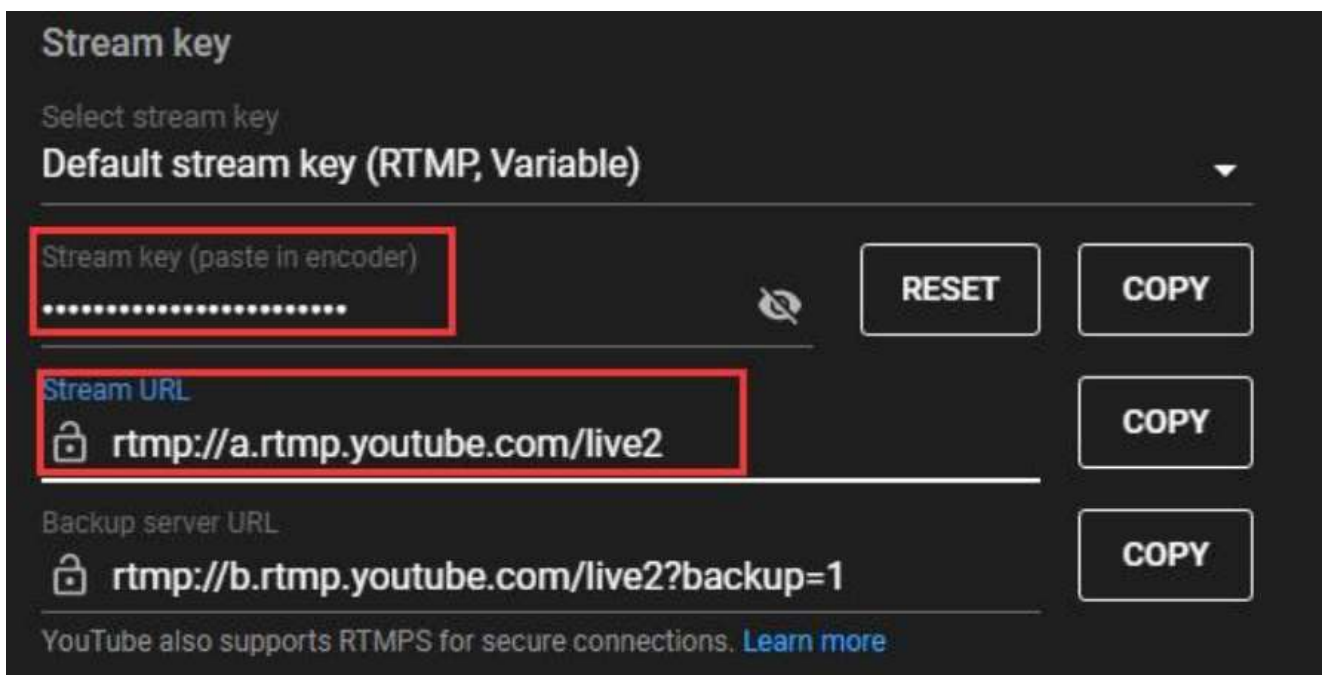 Stream key
Select stream key
Default stream key (RTMP, Variable)
Stream key (paste in encoder)
••••••••••••••••••••••••
RESET
COPY
Stream URL
rtmp://a.rtmp.youtube.com/live2
COPY
Backup server URL
rtmp://b.rtmp.youtube.com/live2?backup=1
COPY
YouTube also supports RTMPS for secure connections. Learn more